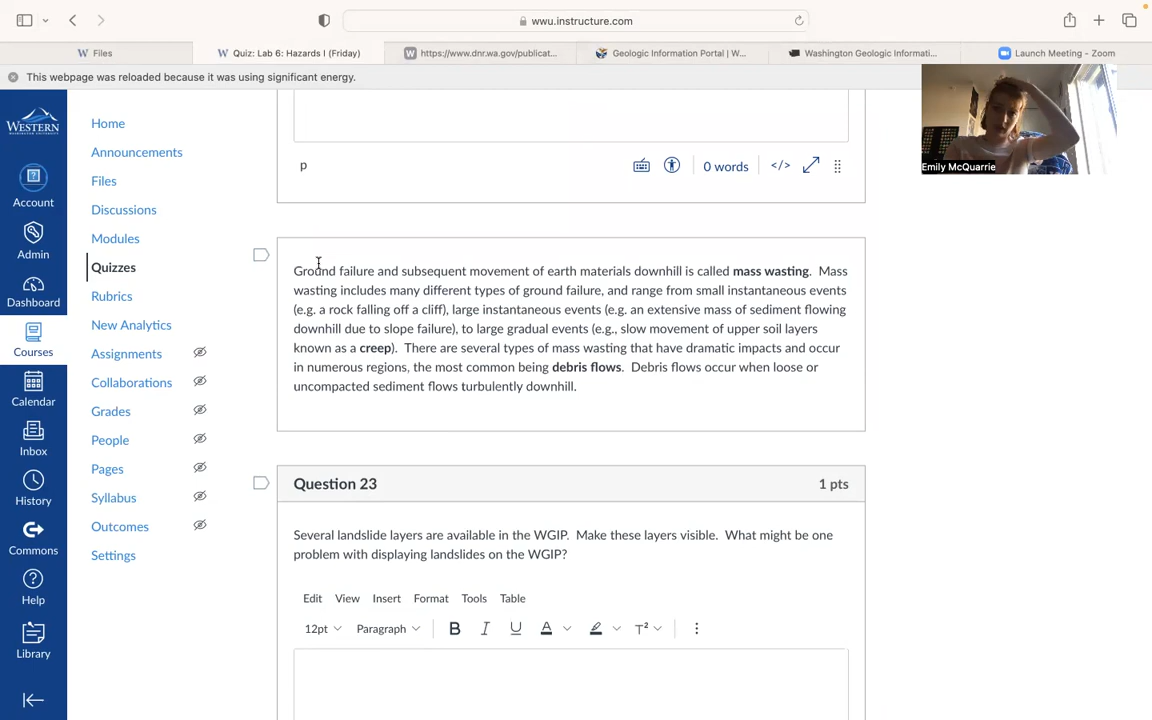 wwu.instructure.com
Files
Quiz: Lab 6: Hazards I (Friday)
https://www.dnr.wa.gov/publicat...
Geologic Information Portal | W...
Washington Geologic Informati...
Launch Meeting - Zoom
This webpage was reloaded because it was using significant energy.
Emily McQuarrie
WESTERN
WASHINGTON UNIVERSITY
Account
Admin
Dashboard
Courses
Calendar
Inbox
History
Commons
Help
Library
Home
Announcements
Files
Discussions
Modules
Quizzes
Rubrics
New Analytics
Assignments
Collaborations
Grades
People
Pages
Syllabus
Outcomes
Settings
p
0 words
</>
Ground failure and subsequent movement of earth materials downhill is called mass wasting. Mass
wasting includes many different types of ground failure, and range from small instantaneous events
(e.g. a rock falling off a cliff), large instantaneous events (e.g. an extensive mass of sediment flowing
downhill due to slope failure), to large gradual events (e.g., slow movement of upper soil layers
known as a creep). There are several types of mass wasting that have dramatic impacts and occur
in numerous regions, the most common being debris flows. Debris flows occur when loose or
uncompacted sediment flows turbulently downhill.
Question 23
1 pts
Several landslide layers are available in the WGIP. Make these layers visible. What might be one
problem with displaying landslides on the WGIP?
Edit View Insert Format Tools Table
12pt Paragraph B I U A T²